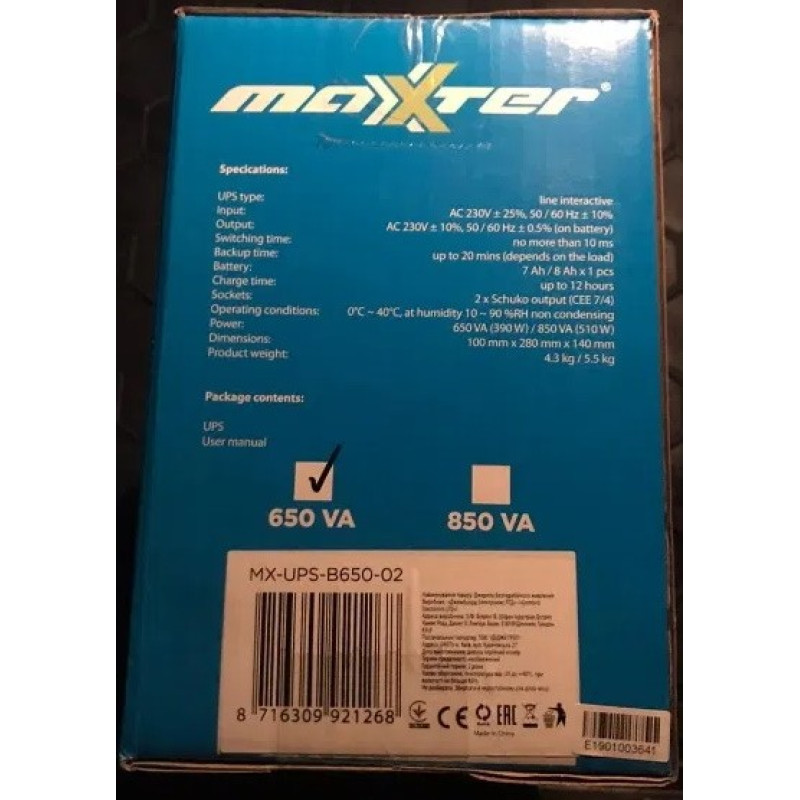 maxxter®
Specications:
UPS type: line interactive
Input: AC 230V ± 25%, 50 / 60 Hz ± 10%
Output: AC 230V ± 10%, 50 / 60 Hz ± 0.5% (on battery)
Switching time: no more than 10 ms
Backup time: up to 20 mins (depends on the load)
Battery: 7 Ah / 8 Ah x 1 pcs
Charge time: up to 12 hours
Sockets: 2 x Schuko output (CEE 7/4)
Operating conditions: 0°C ~ 40°C, at humidity 10 ~ 90 %RH non condensing
Power: 650 VA (390 W) / 850 VA (510 W)
Dimensions: 100 mm x 280 mm x 140 mm
Product weight: 4.3 kg / 5.5 kg
Package contents:
UPS
User manual
650 VA
850 VA
MX-UPS-B650-02
8 716309 921268
CE EAC
Made in China
E1901003641